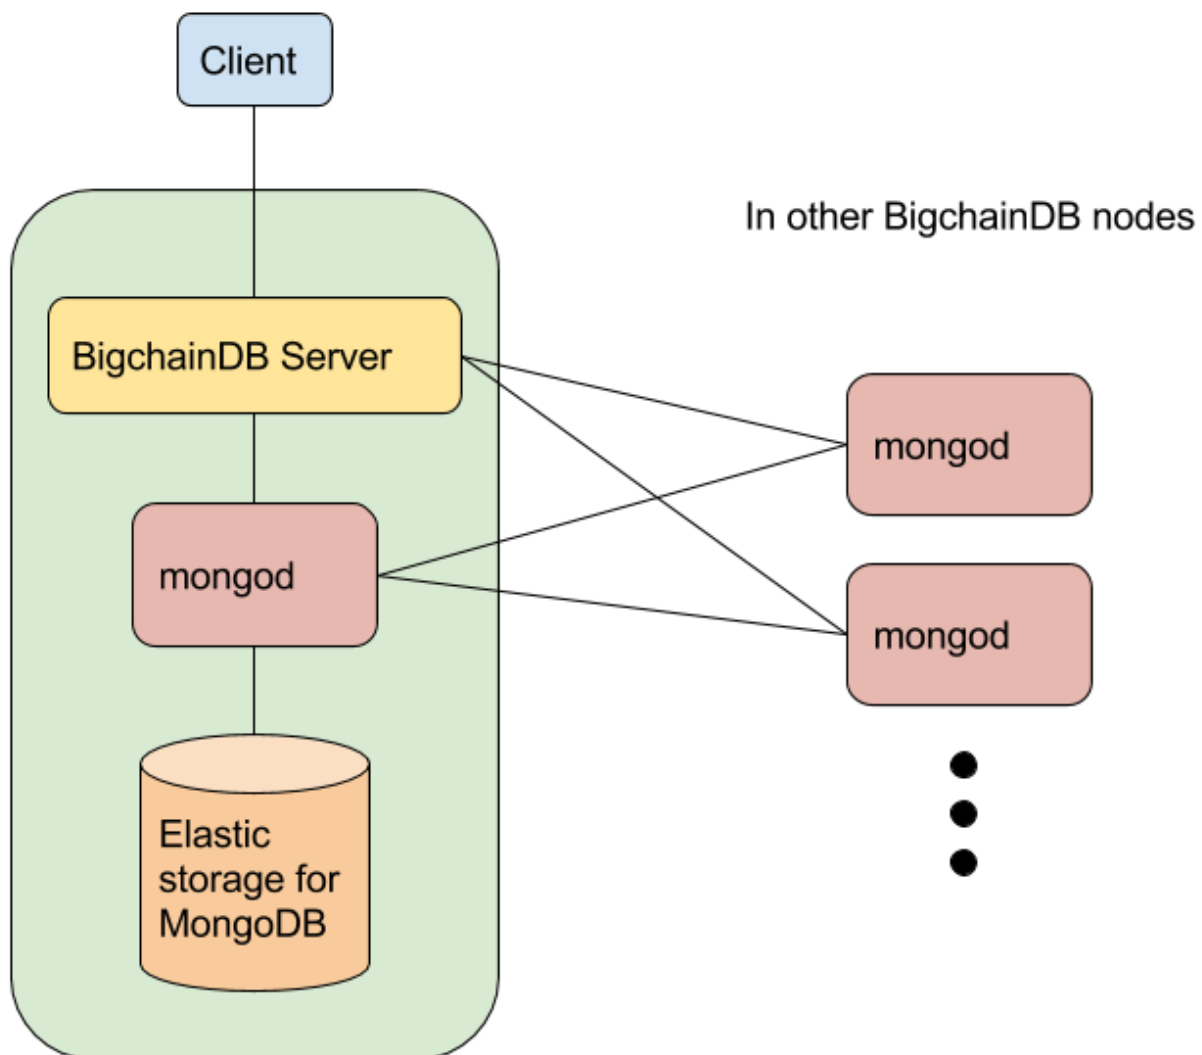 Client
In other BigchainDB nodes
BigchainDB Server
mongod
mongod
mongod
Elastic
storage for
MongoDB